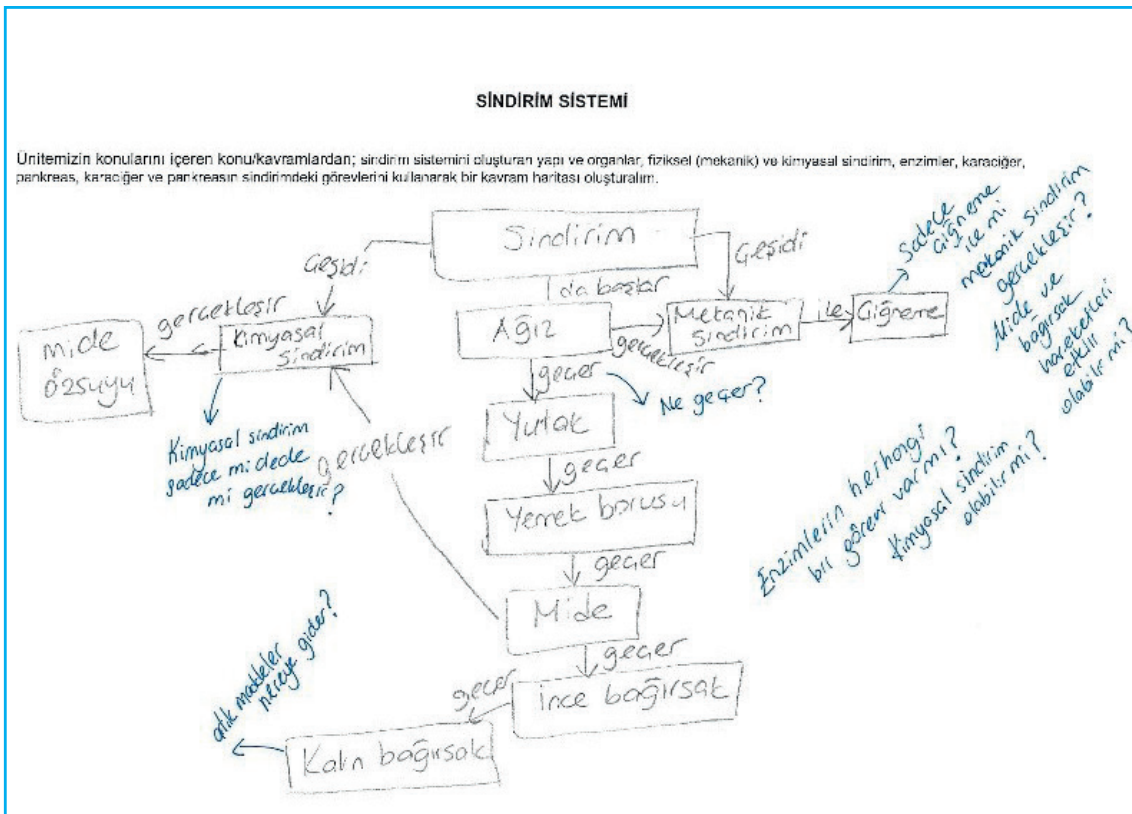 SİNDİRİM SİSTEMİ
Ünitemizin konularını içeren konu/kavramlardan; sindirim sistemini oluşturan yapı ve organlar, fiziksel (mekanik) ve kimyasal sindirim, enzimler, karaciğer,
pankreas, karaciğer ve pankreasın sindirimdeki görevlerini kullanarak bir kavram haritası oluşturalım.
Sindirim
Çeşidi
Çeşidi
da başlar
gerçekleşir
Kimyasal
Sindirim
mide
özsuyu
Ağız
gerçekleşir
Mekanik
Sindirim
ile
Çiğneme
Sadece
Çiğneme
ile mi
mekanik sindirim
gerçekleşir?
Mide ve
bağırsak
hareketleri
etkili
olabilir mi?
geçer
Ne geçer?
Kimyasal sindirim
sadece midede
mi gerçekleşir?
gerçekleşir
Yutak
geçer
Yemek borusu
geçer
Enzimlerin herhangi
bir görevi var mı?
Kimyasal sindirim
olabilir mi?
Mide
geçer
İnce bağırsak
geçer
Kalın bağırsak
atık maddeler
nereye gider?